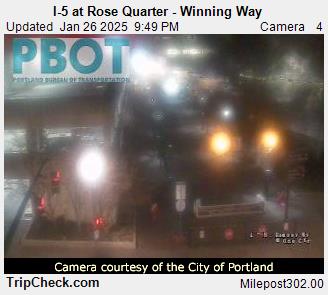 I-5 at Rose Quarter - Winning Way
Updated Jan 26 2025 9:49 PM Camera 4
PBOT
PORTLAND BUREAU OF TRANSPORTATION
Camera courtesy of the City of Portland
TripCheck.com Milepost302.00